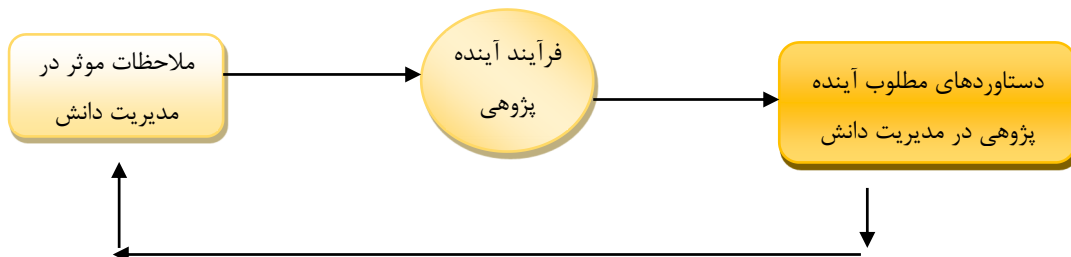 ملاحظات موثر در
مدیریت دانش
فرآیند آینده
پژوهی
دستاوردهای مطلوب آینده
پژوهی در مدیریت دانش